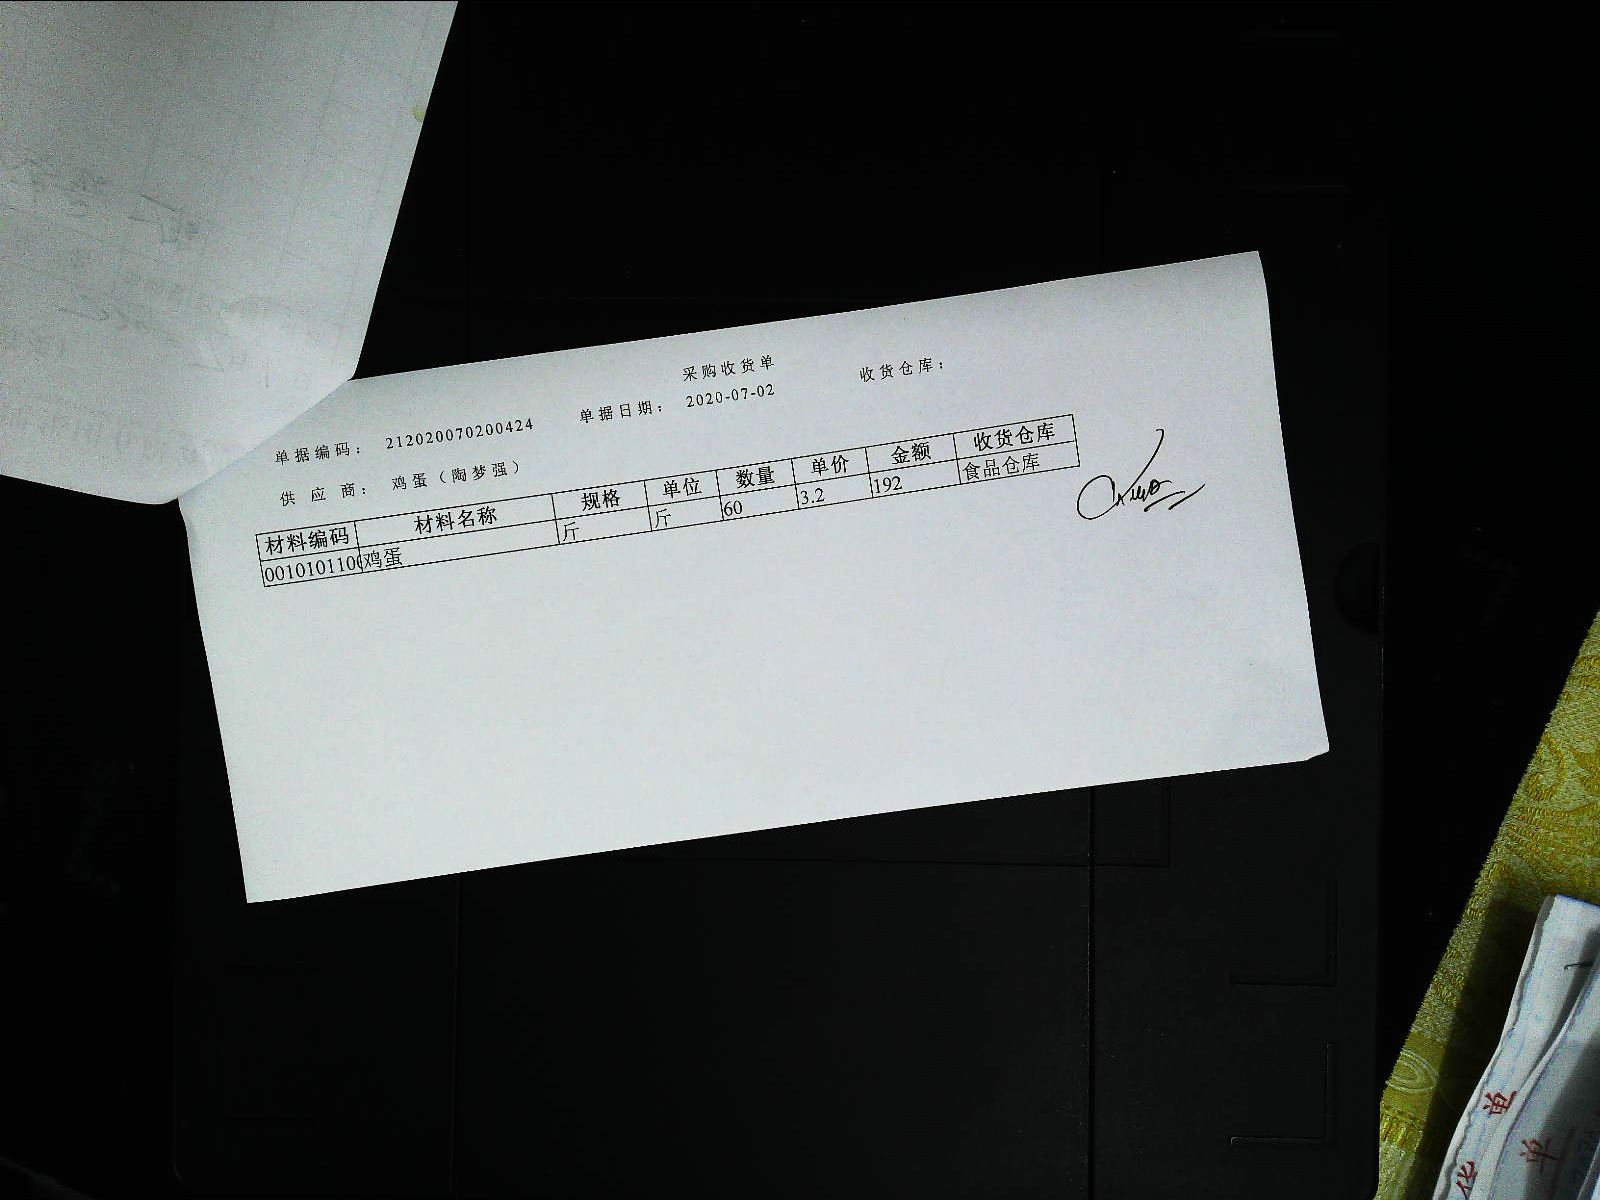 采购收货单
单据编码： 212020070200424 单据日期： 2020-07-02 收货仓库：
供 应 商： 鸡蛋（陶梦强）
材料编码 材料名称 规格 单位 数量 单价 金额 收货仓库
0010101100 鸡蛋 斤 斤 60 3.2 192 食品仓库
单
单